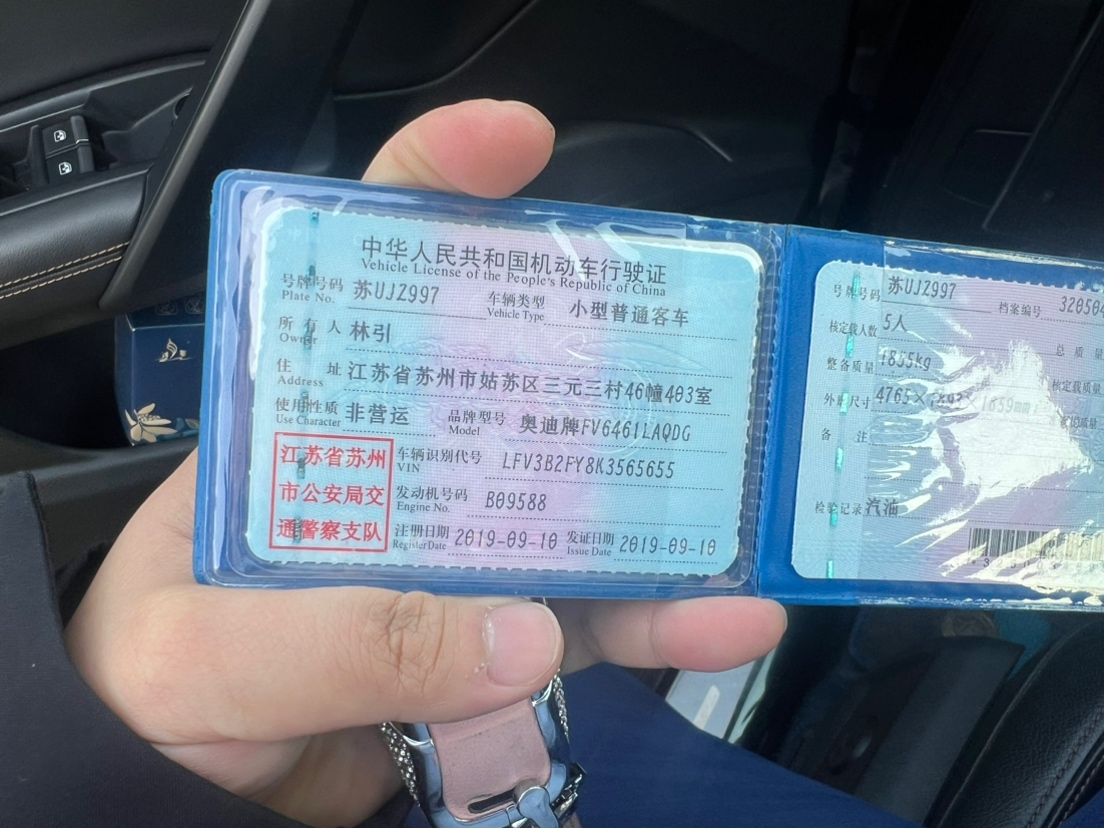 中华人民共和国机动车行驶证
Vehicle License of the People's Republic of China
号牌号码 苏UJZ997 车辆类型 小型普通客车
Plate No. Vehicle Type
所有人 林引
Owner
住址 江苏省苏州市姑苏区三元三村46幢403室
Address
使用性质 非营运 品牌型号 奥迪牌FV6461LAQDG
Use Character Model
江苏省苏州
市公安局交
通警察支队
车辆识别代号 LFV3B2FY8K3565655
VIN
发动机号码 B09588
Engine No.
注册日期 2019-09-10 发证日期 2019-09-10
Register Date Issue Date
号牌号码 苏UJZ997 档案编号 320504
核定载人数 5人 总质量
整备质量 1855kg 核定载质量
外廓尺寸 4765×1893×1659mm
备注
检验记录 汽油